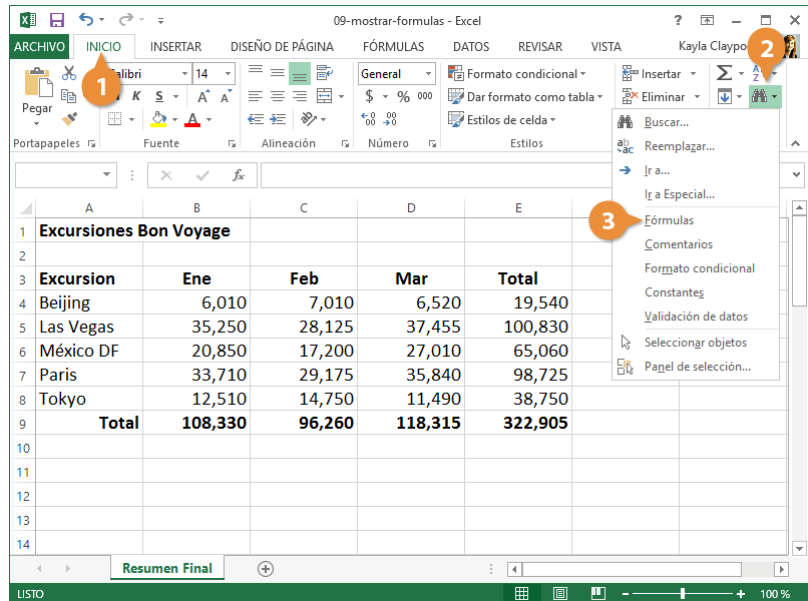 09-mostrar-formulas - Excel
ARCHIVO INICIO INSERTAR DISEÑO DE PÁGINA FÓRMULAS DATOS REVISAR VISTA Kayla Claypo
1
2
14 General Formato condicional Insertar
K S A A $ % 000 Dar formato como tabla Eliminar
Pegar Estilos de celda
Portapapeles Fuente Alineación Número Estilos
Buscar...
Reemplazar...
Ir a...
Ir a Especial...
3 Fórmulas
Comentarios
Formato condicional
Constantes
Validación de datos
Seleccionar objetos
Panel de selección...
fx
A B C D E
1 Excursiones Bon Voyage
2
3 Excursion Ene Feb Mar Total
4 Beijing 6,010 7,010 6,520 19,540
5 Las Vegas 35,250 28,125 37,455 100,830
6 México DF 20,850 17,200 27,010 65,060
7 Paris 33,710 29,175 35,840 98,725
8 Tokyo 12,510 14,750 11,490 38,750
9 Total 108,330 96,260 118,315 322,905
10
11
12
13
14
Resumen Final
LISTO 100 %